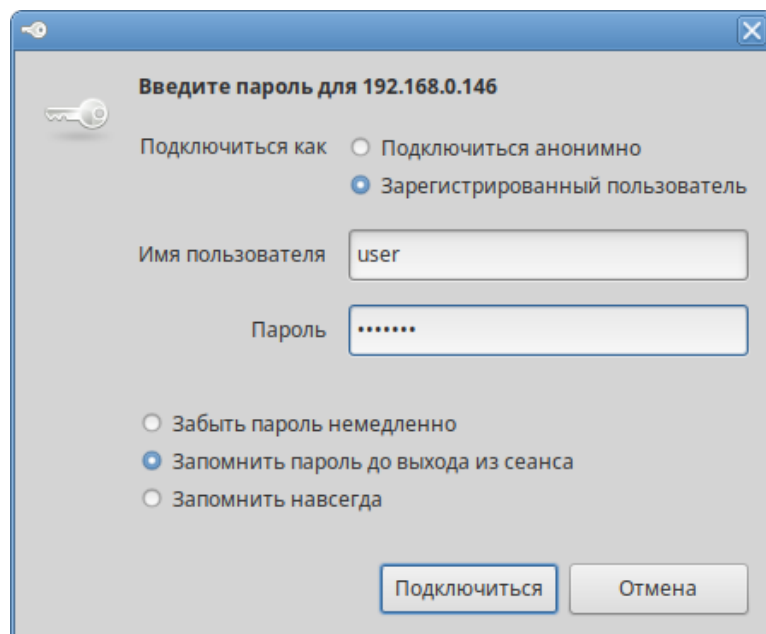 Введите пароль для 192.168.0.146
Подключиться как
Подключиться анонимно
Зарегистрированный пользователь
Имя пользователя user
Пароль •••••••
Забыть пароль немедленно
Запомнить пароль до выхода из сеанса
Запомнить навсегда
Подключиться Отмена